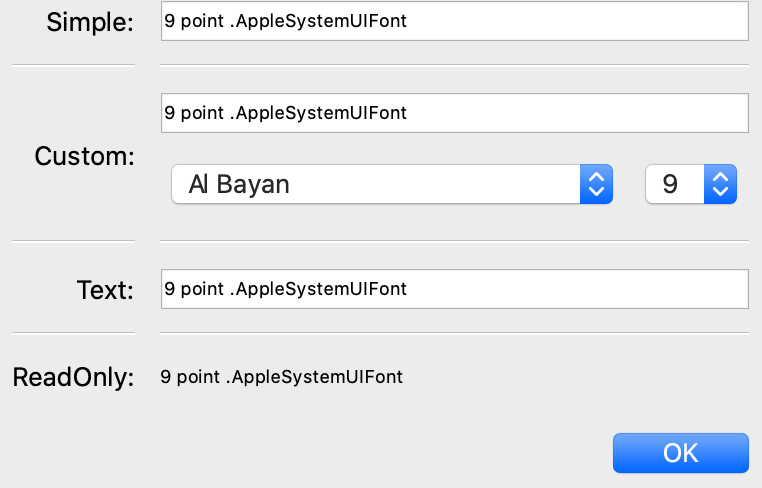 Simple: 9 point .AppleSystemUIFont
9 point .AppleSystemUIFont
Custom:
Al Bayan 9
Text: 9 point .AppleSystemUIFont
ReadOnly: 9 point .AppleSystemUIFont
OK